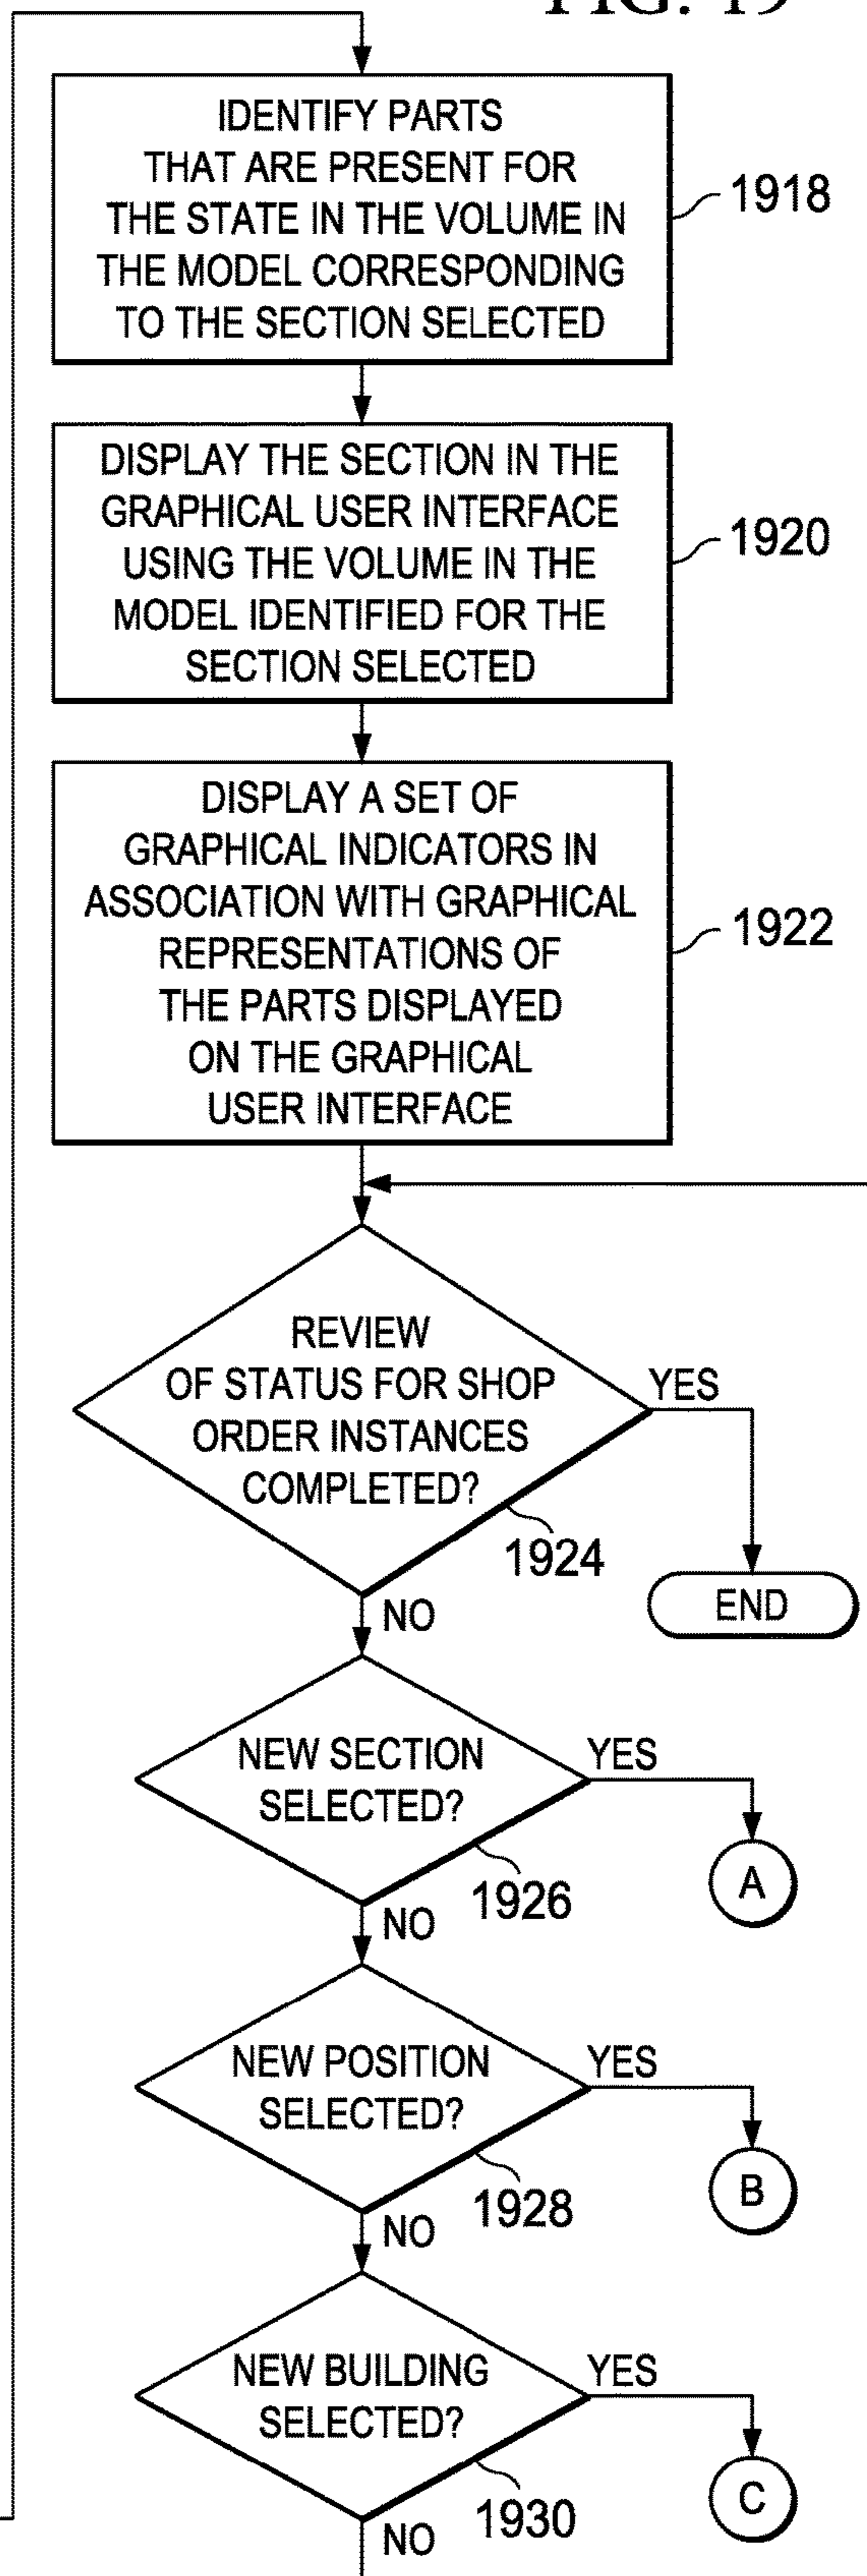 FIG. 19
IDENTIFY PARTS
THAT ARE PRESENT FOR
THE STATE IN THE VOLUME IN
THE MODEL CORRESPONDING
TO THE SECTION SELECTED
1918
DISPLAY THE SECTION IN THE
GRAPHICAL USER INTERFACE
USING THE VOLUME IN THE
MODEL IDENTIFIED FOR THE
SECTION SELECTED
1920
DISPLAY A SET OF
GRAPHICAL INDICATORS IN
ASSOCIATION WITH GRAPHICAL
REPRESENTATIONS OF
THE PARTS DISPLAYED
ON THE GRAPHICAL
USER INTERFACE
1922
REVIEW
OF STATUS FOR SHOP
ORDER INSTANCES
COMPLETED?
YES
1924
END
NO
NEW SECTION
SELECTED?
YES
1926
A
NO
NEW POSITION
SELECTED?
YES
1928
B
NO
NEW BUILDING
SELECTED?
YES
1930
C
NO